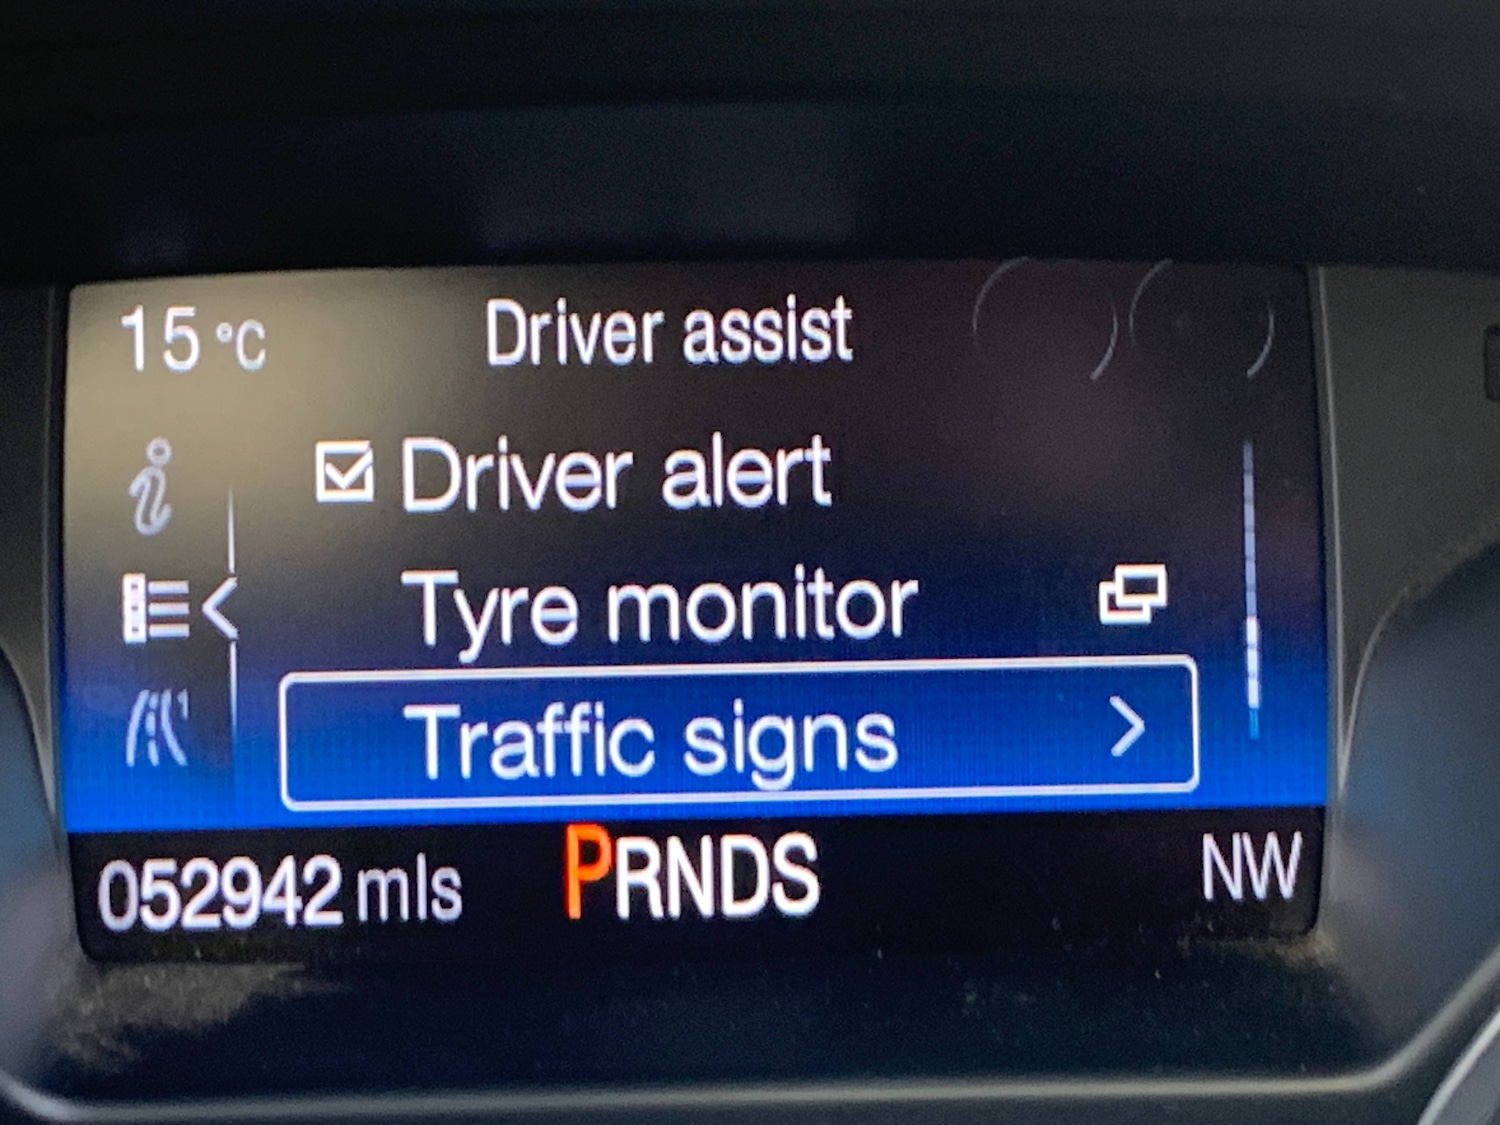 15 °C Driver assist
Driver alert
Tyre monitor
Traffic signs
052942 mls PRNDS NW